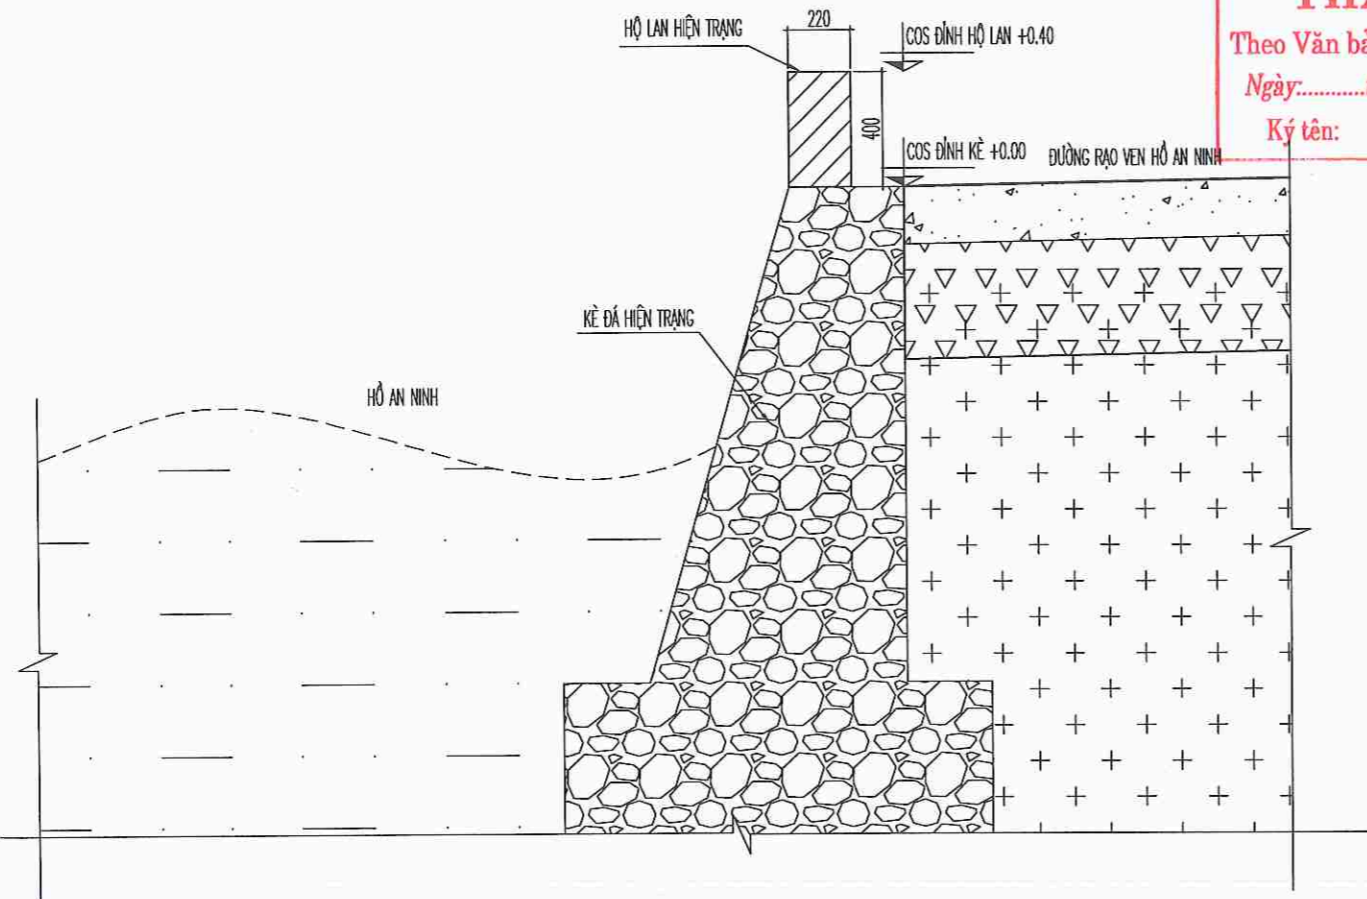 220
HỘ LAN HIỆN TRẠNG
COS ĐỈNH HỘ LAN +0.40
Theo Văn
Ngày:
Ký tên:
400
COS ĐỈNH KÈ +0.00
ĐƯỜNG RẠO VEN HỒ AN NINH
KÈ ĐÁ HIỆN TRẠNG
HỒ AN NINH